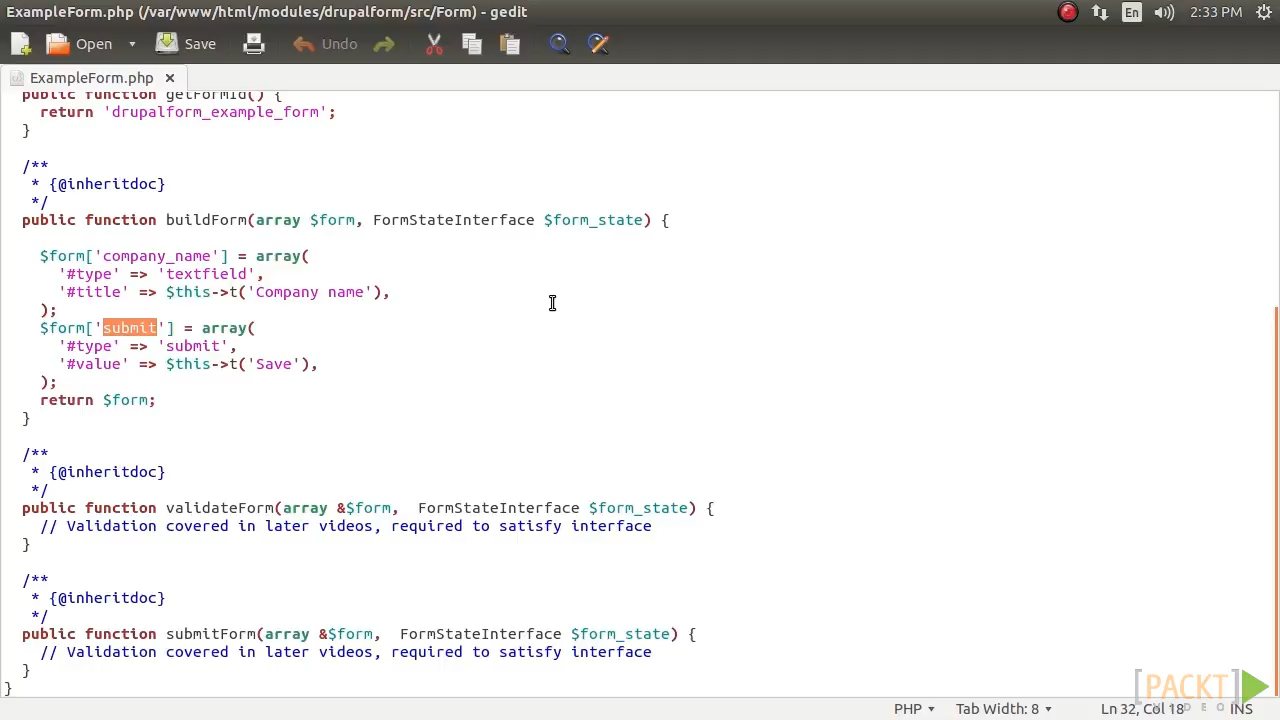 ExampleForm.php (/var/www/html/modules/drupalform/src/Form) - gedit
En
2:33 PM
Open
Save
Undo
ExampleForm.php
public function getFormId() {
return 'drupalform_example_form';
}
/**
* {@inheritdoc}
*/
public function buildForm(array $form, FormStateInterface $form_state) {
$form['company_name'] = array(
'#type' => 'textfield',
'#title' => $this->t('Company name'),
);
$form['submit'] = array(
'#type' => 'submit',
'#value' => $this->t('Save'),
);
return $form;
}
/**
* {@inheritdoc}
*/
public function validateForm(array &$form,  FormStateInterface $form_state) {
// Validation covered in later videos, required to satisfy interface
}
/**
* {@inheritdoc}
*/
public function submitForm(array &$form,  FormStateInterface $form_state) {
// Validation covered in later videos, required to satisfy interface
}
}
[PACKT]
VIDEO
PHP
Tab Width: 8
Ln 32, Col 18
INS